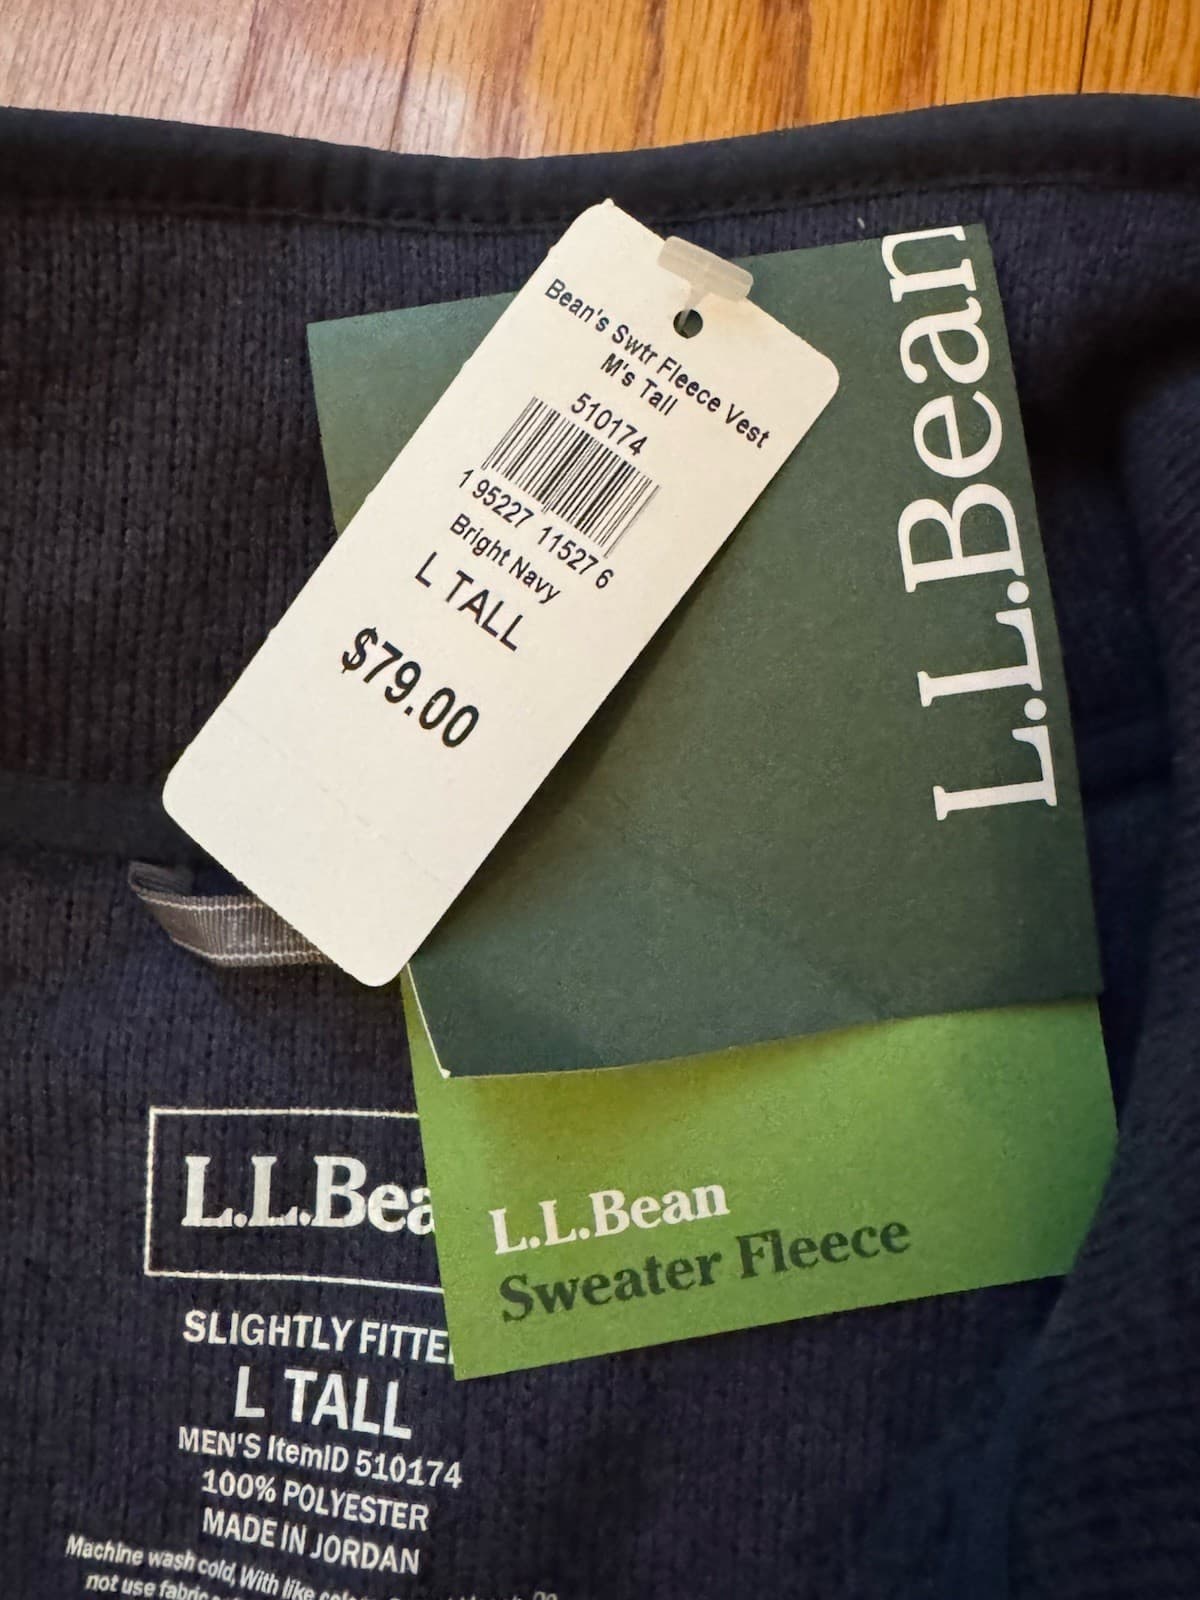 Bean's Swtr Fleece Vest
M's Tall
510174
1 95227 11527 6
Bright Navy
L TALL
$79.00
L.L.Bean
L.L.Bean
Sweater Fleece
L.L.Bea
SLIGHTLY FITTE
L TALL
MEN'S ItemID 510174
100% POLYESTER
MADE IN JORDAN
Machine wash cold, With like
not use fabric